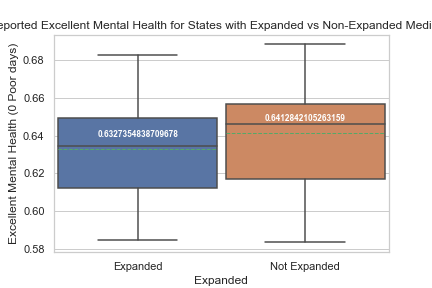 eported Excellent Mental Health for States with Expanded vs Non-Expanded Medi
Excellent Mental Health (0 Poor days)
0.68
0.66
0.64
0.62
0.60
0.58
0.6327354838709678
0.6412842105263159
Expanded
Not Expanded
Expanded